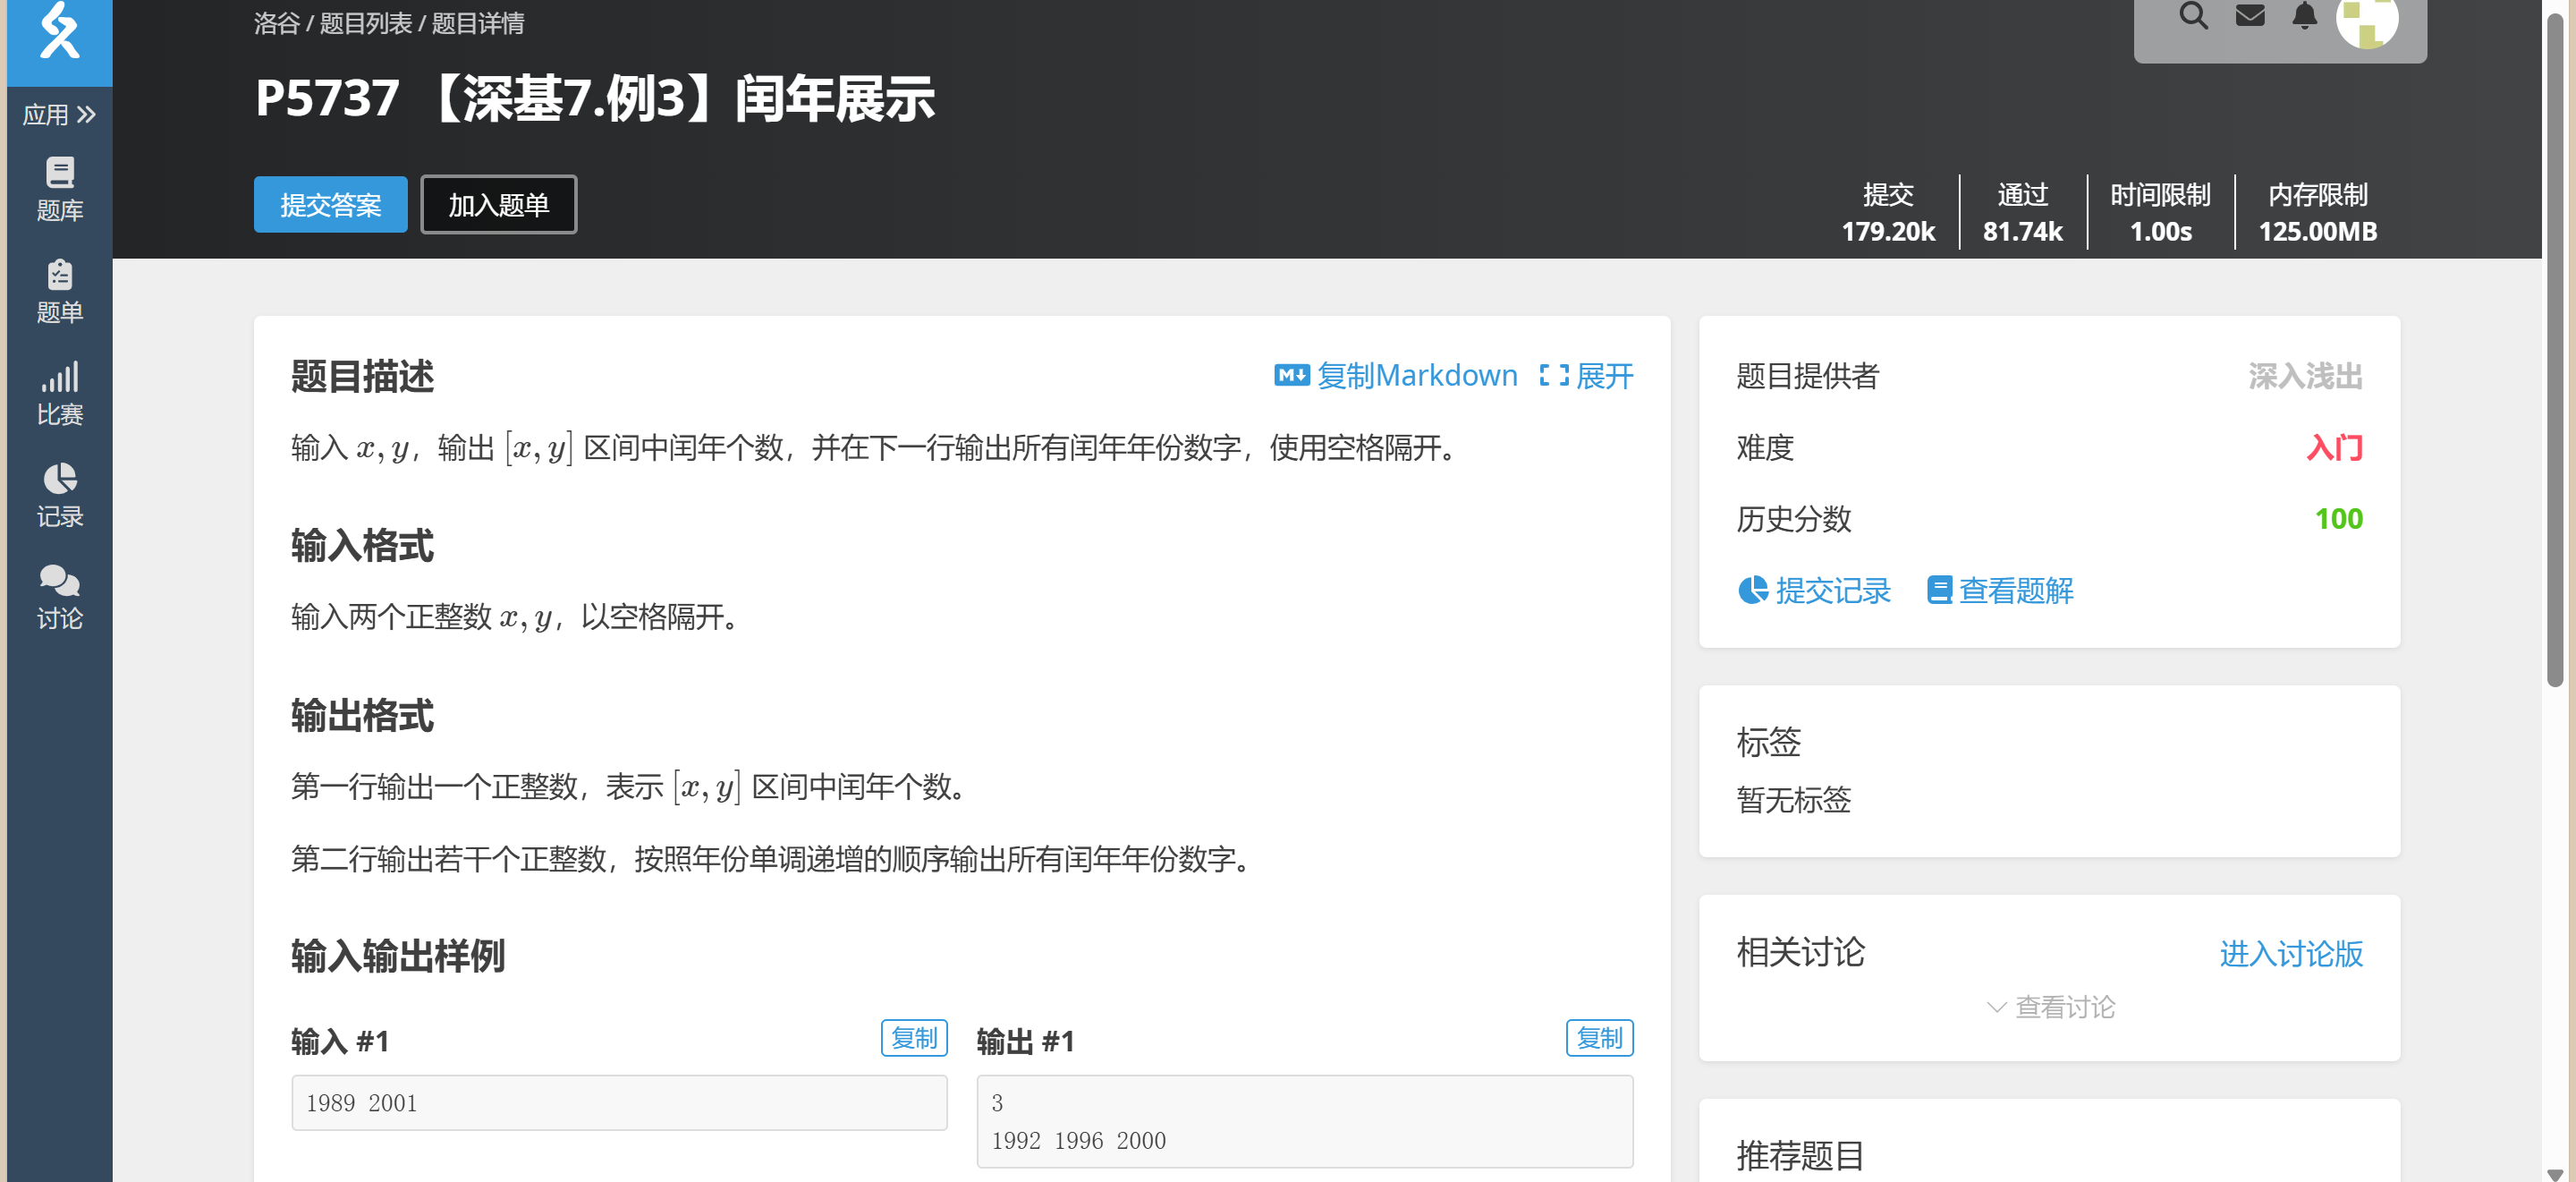 洛谷 / 题目列表 / 题目详情
P5737 【深基7.例3】闰年展示
应用
题库
题单
比赛
记录
讨论
提交答案
加入题单
提交 179.20k
通过 81.74k
时间限制 1.00s
内存限制 125.00MB
题目描述
复制Markdown 展开
输入 x, y，输出 [x, y] 区间中闰年个数，并在下一行输出所有闰年年份数字，使用空格隔开。
输入格式
输入两个正整数 x, y，以空格隔开。
输出格式
第一行输出一个正整数，表示 [x, y] 区间中闰年个数。
第二行输出若干个正整数，按照年份单调递增的顺序输出所有闰年年份数字。
输入输出样例
输入 #1
复制
1989 2001
输出 #1
复制
3
1992 1996 2000
题目提供者 深入浅出
难度 入门
历史分数 100
提交记录 查看题解
标签
暂无标签
相关讨论 进入讨论版
查看讨论
推荐题目